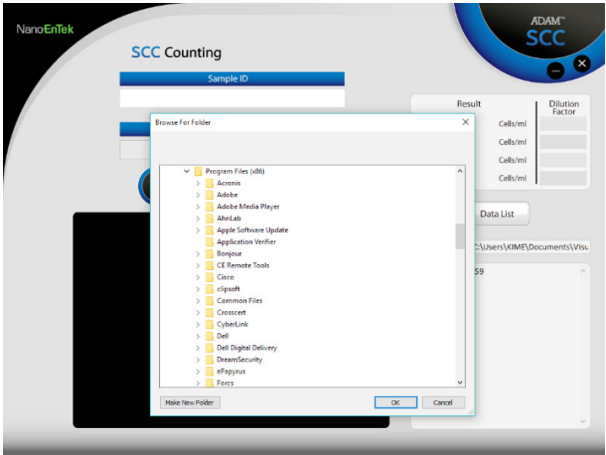 NanoEnTek
ADAM™
SCC
SCC Counting
Sample ID
Result
Dilution
Factor
Cells/ml
Cells/ml
Cells/ml
Cells/ml
Data List
C:\Users\KIME\Documents\Visu
59
Browse For Folder
Program Files (x86)
Acronis
Adobe
Adobe Media Player
AhnLab
Apple Software Update
Application Verifier
Bonjour
CE Remote Tools
Cisco
clipsoft
Common Files
Crosscert
CyberLink
Dell
Dell Digital Delivery
DreamSecurity
ePapyrus
Forcs
Make New Folder
OK
Cancel